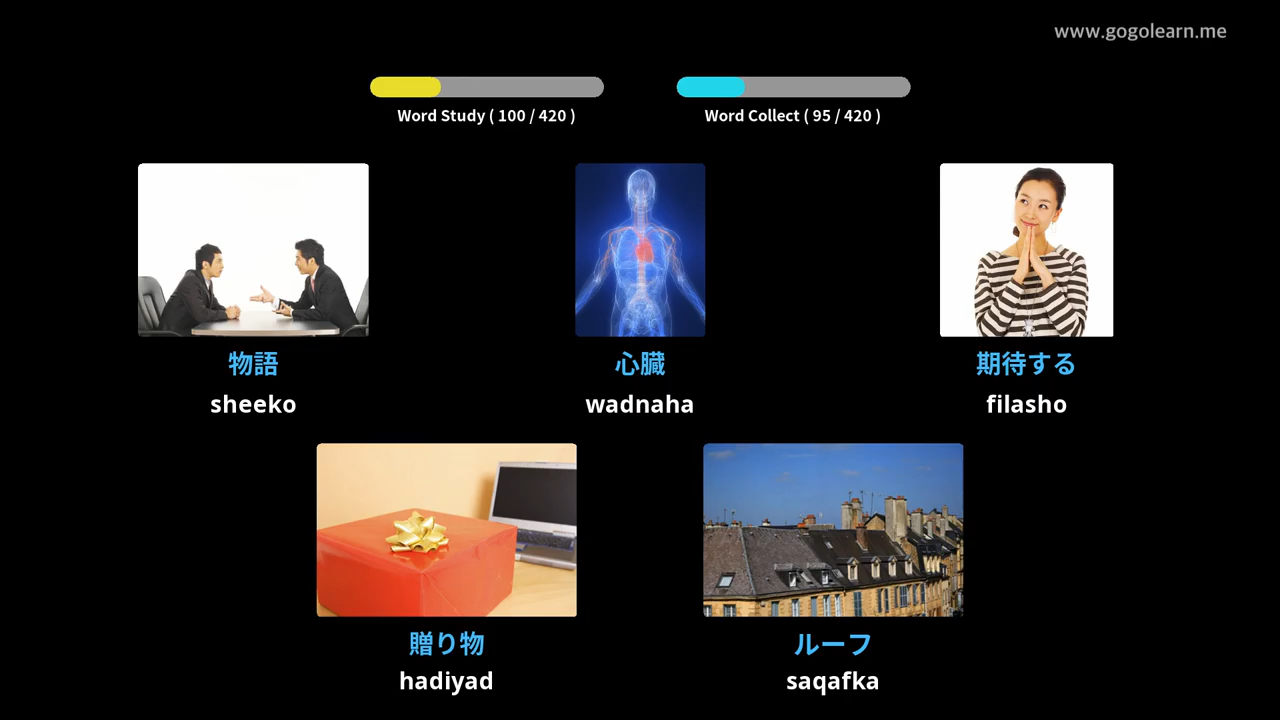 www.gogolearn.me
Word Study ( 100 / 420 )
Word Collect ( 95 / 420 )
物語
sheeko
心臓
wadnaha
期待する
filasho
贈り物
hadiyad
ルーフ
saqafka